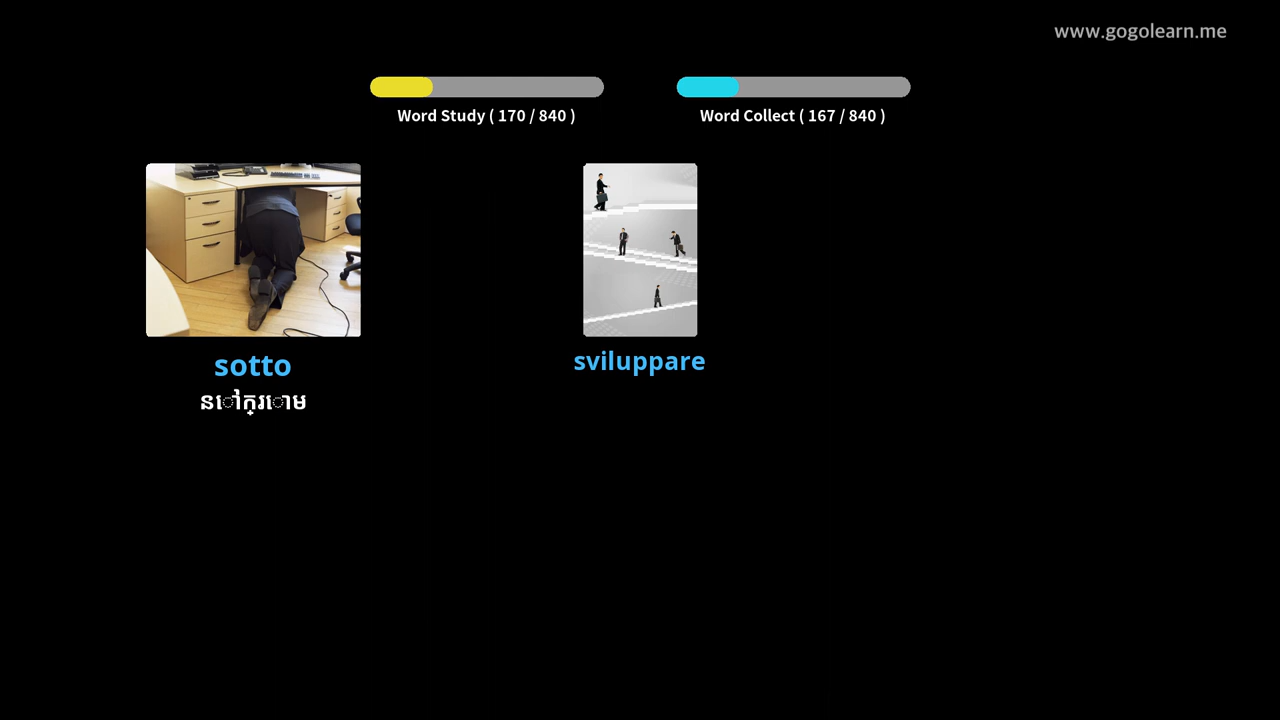 www.gogolearn.me
Word Study ( 170 / 840 )
Word Collect ( 167 / 840 )
sotto
នៅក្រោម
sviluppare